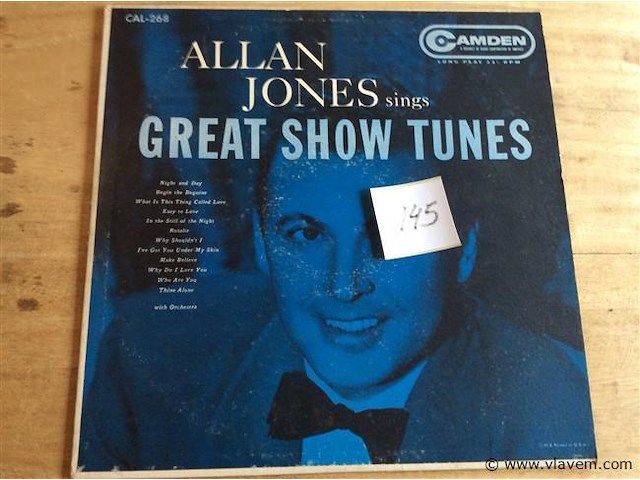 CAL-268
CAMDEN
LONG PLAY 33⅓ RPM
ALLAN
JONES sings
GREAT SHOW TUNES
Night and Day
Begin the Beguine
What Is This Thing Called Love
Easy to Love
In the Still of the Night
Rosalie
Why Shouldn't I
I've Got You Under My Skin
Make Believe
Why Do I Love You
Who Are You
Thine Alone
with Orchestra
145
© www.vlavem.com